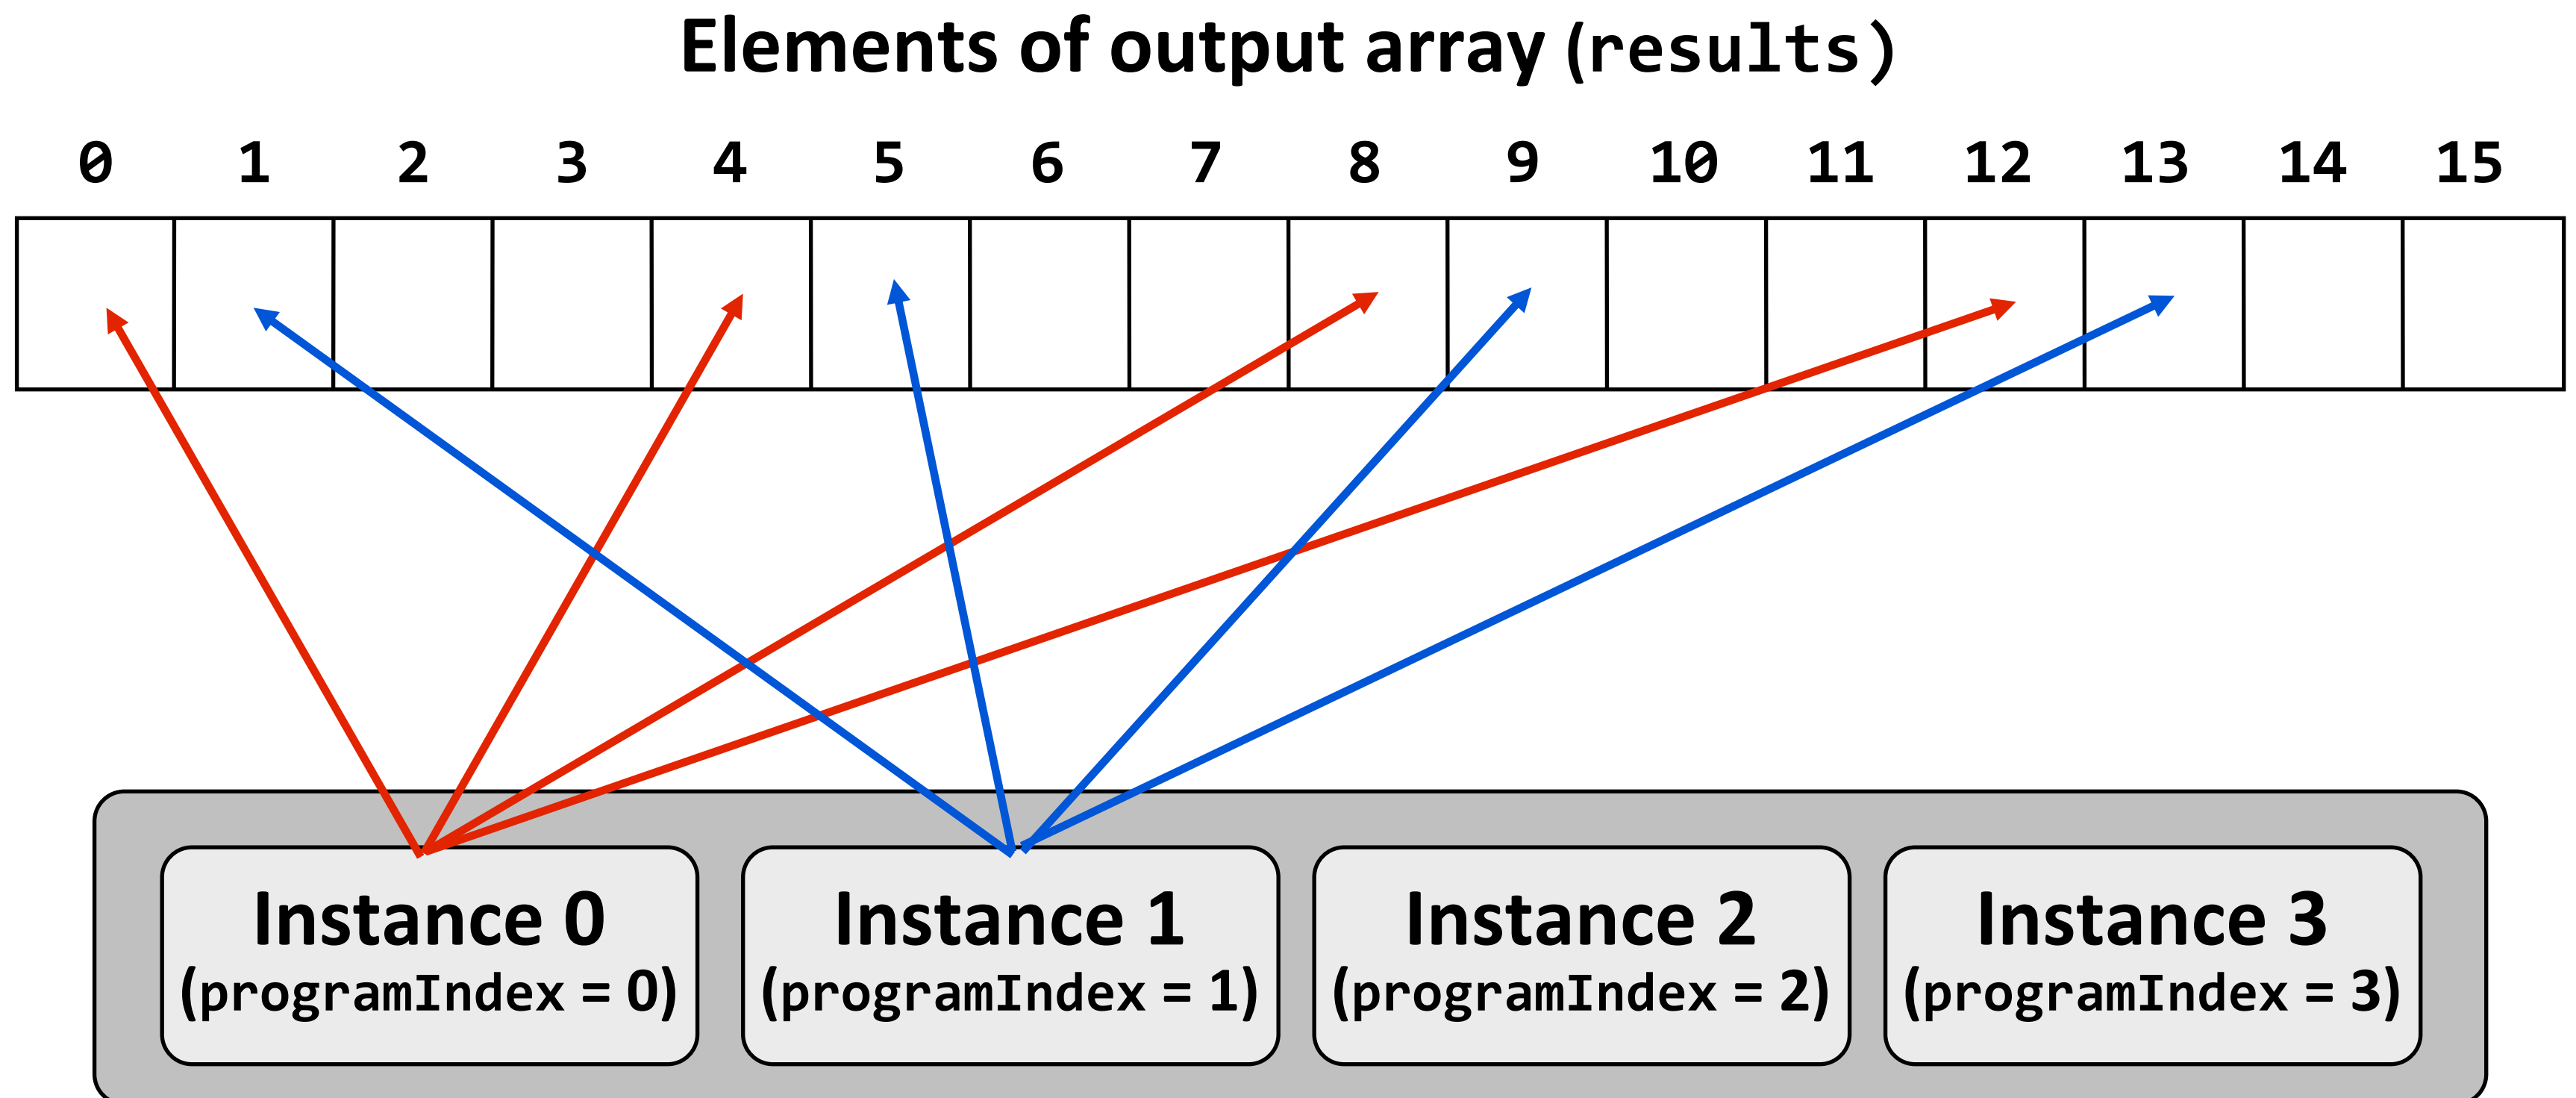 Elements of output array (results)
0 1 2 3 4 5 6 7 8 9 10 11 12 13 14 15
Instance 0 Instance 1 Instance 2 Instance 3
(programIndex = 0) (programIndex = 1) (programIndex = 2) (programIndex = 3)